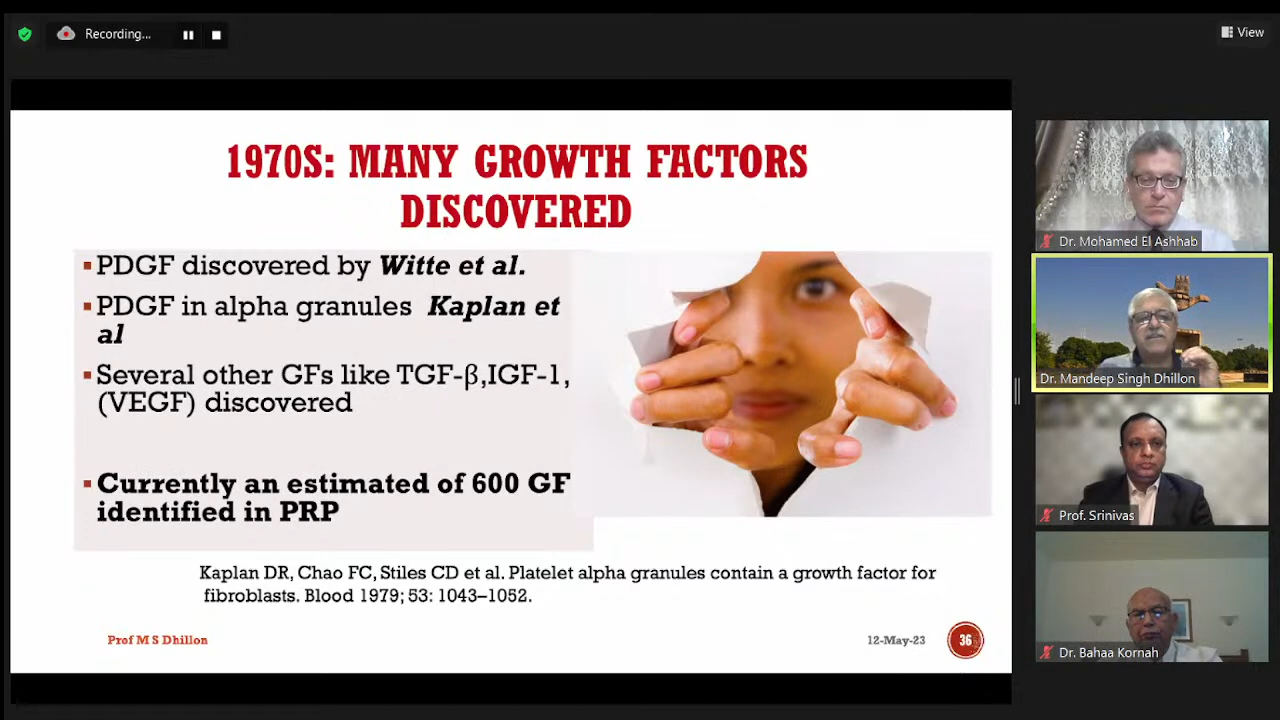 Recording...
View
1970S: MANY GROWTH FACTORS
DISCOVERED
▪PDGF discovered by Witte et al.
▪PDGF in alpha granules Kaplan et
al
▪Several other GFs like TGF-β,IGF-1,
(VEGF) discovered
▪Currently an estimated of 600 GF
identified in PRP
Kaplan DR, Chao FC, Stiles CD et al. Platelet alpha granules contain a growth factor for
fibroblasts. Blood 1979; 53: 1043–1052.
Prof M S Dhillon
12-May-23
36
Dr. Mohamed El Ashhab
Dr. Mandeep Singh Dhillon
Prof. Srinivas
Dr. Bahaa Kornah